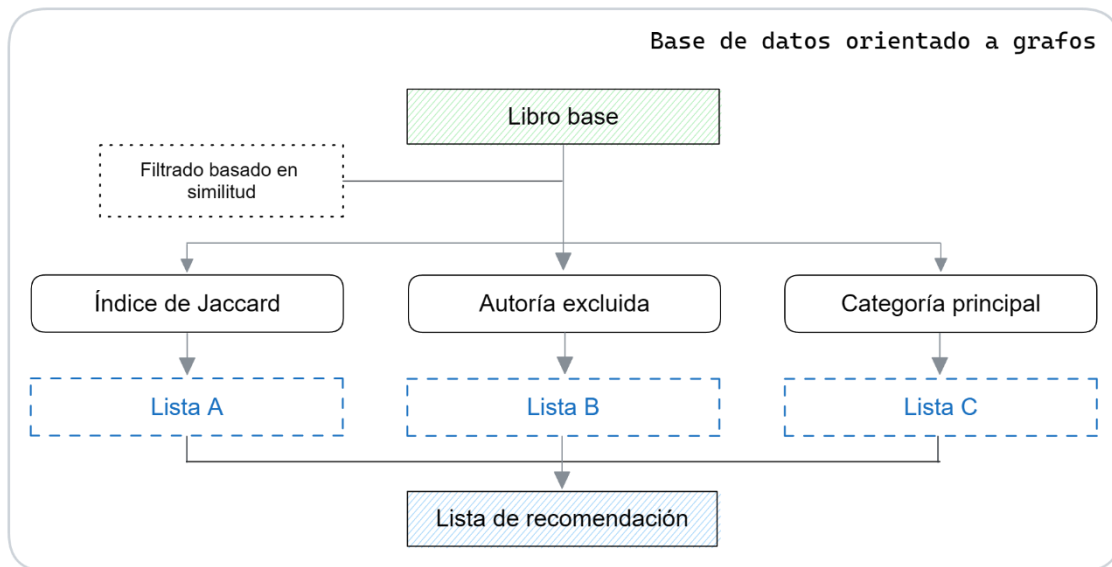 Base de datos orientado a grafos
Libro base
Filtrado basado en
similitud
Índice de Jaccard
Autoría excluida
Categoría principal
Lista A
Lista B
Lista C
Lista de recomendación